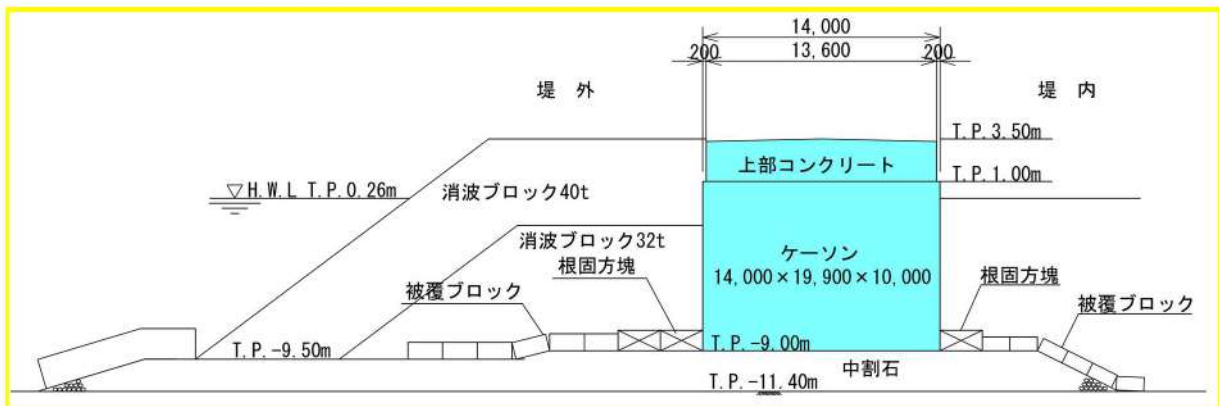 14,000
200
13,600
200
堤 外
堤 内
T.P.3.50m
上部コンクリート
T.P.1.00m
▽H.W.L T.P.0.26m
消波ブロック40t
消波ブロック32t
ケーソン
14,000×19,900×10,000
根固方塊
根固方塊
被覆ブロック
被覆ブロック
T.P.-9.50m
T.P.-9.00m
中割石
T.P.-11.40m